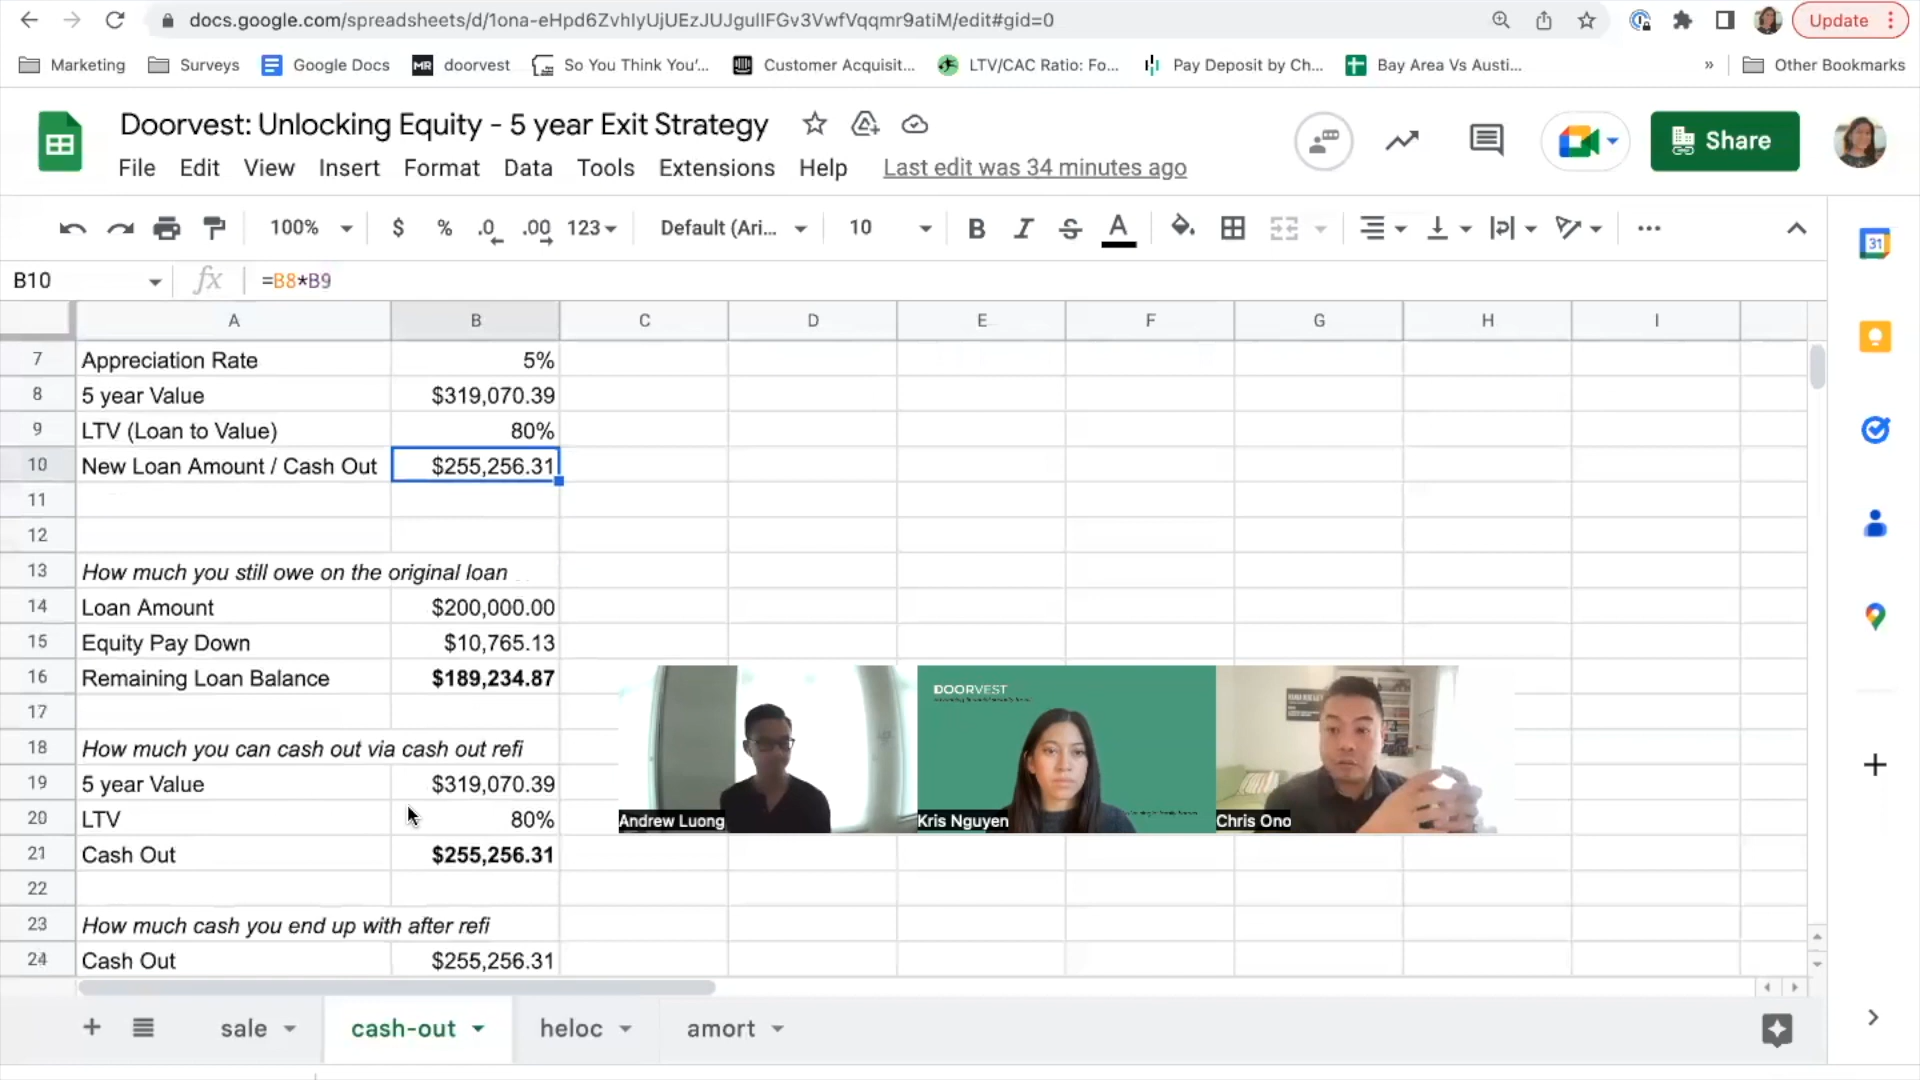 docs.google.com/spreadsheets/d/1ona-eHpd6ZvhIyUjUEzJUJgulIFGv3VwfVqqmr9atiM/edit#gid=0
Update
Marketing Surveys Google Docs MR doorvest So You Think You'... Customer Acquisit... LTV/CAC Ratio: Fo... Pay Deposit by Ch... Bay Area Vs Austi... » Other Bookmarks
Doorvest: Unlocking Equity - 5 year Exit Strategy
Share
File Edit View Insert Format Data Tools Extensions Help Last edit was 34 minutes ago
100% $ % .0 .00 123 Default (Ari... 10 B I S A
31
B10 fx =B8*B9
A B C D E F G H I
7 Appreciation Rate 5%
8 5 year Value $319,070.39
9 LTV (Loan to Value) 80%
10 New Loan Amount / Cash Out $255,256.31
11
12
13 How much you still owe on the original loan
14 Loan Amount $200,000.00
15 Equity Pay Down $10,765.13
16 Remaining Loan Balance $189,234.87
17
DOORVEST
18 How much you can cash out via cash out refi
19 5 year Value $319,070.39
20 LTV 80%
Andrew Luong Kris Nguyen Chris Ono
21 Cash Out $255,256.31
22
23 How much cash you end up with after refi
24 Cash Out $255,256.31
sale cash-out heloc amort